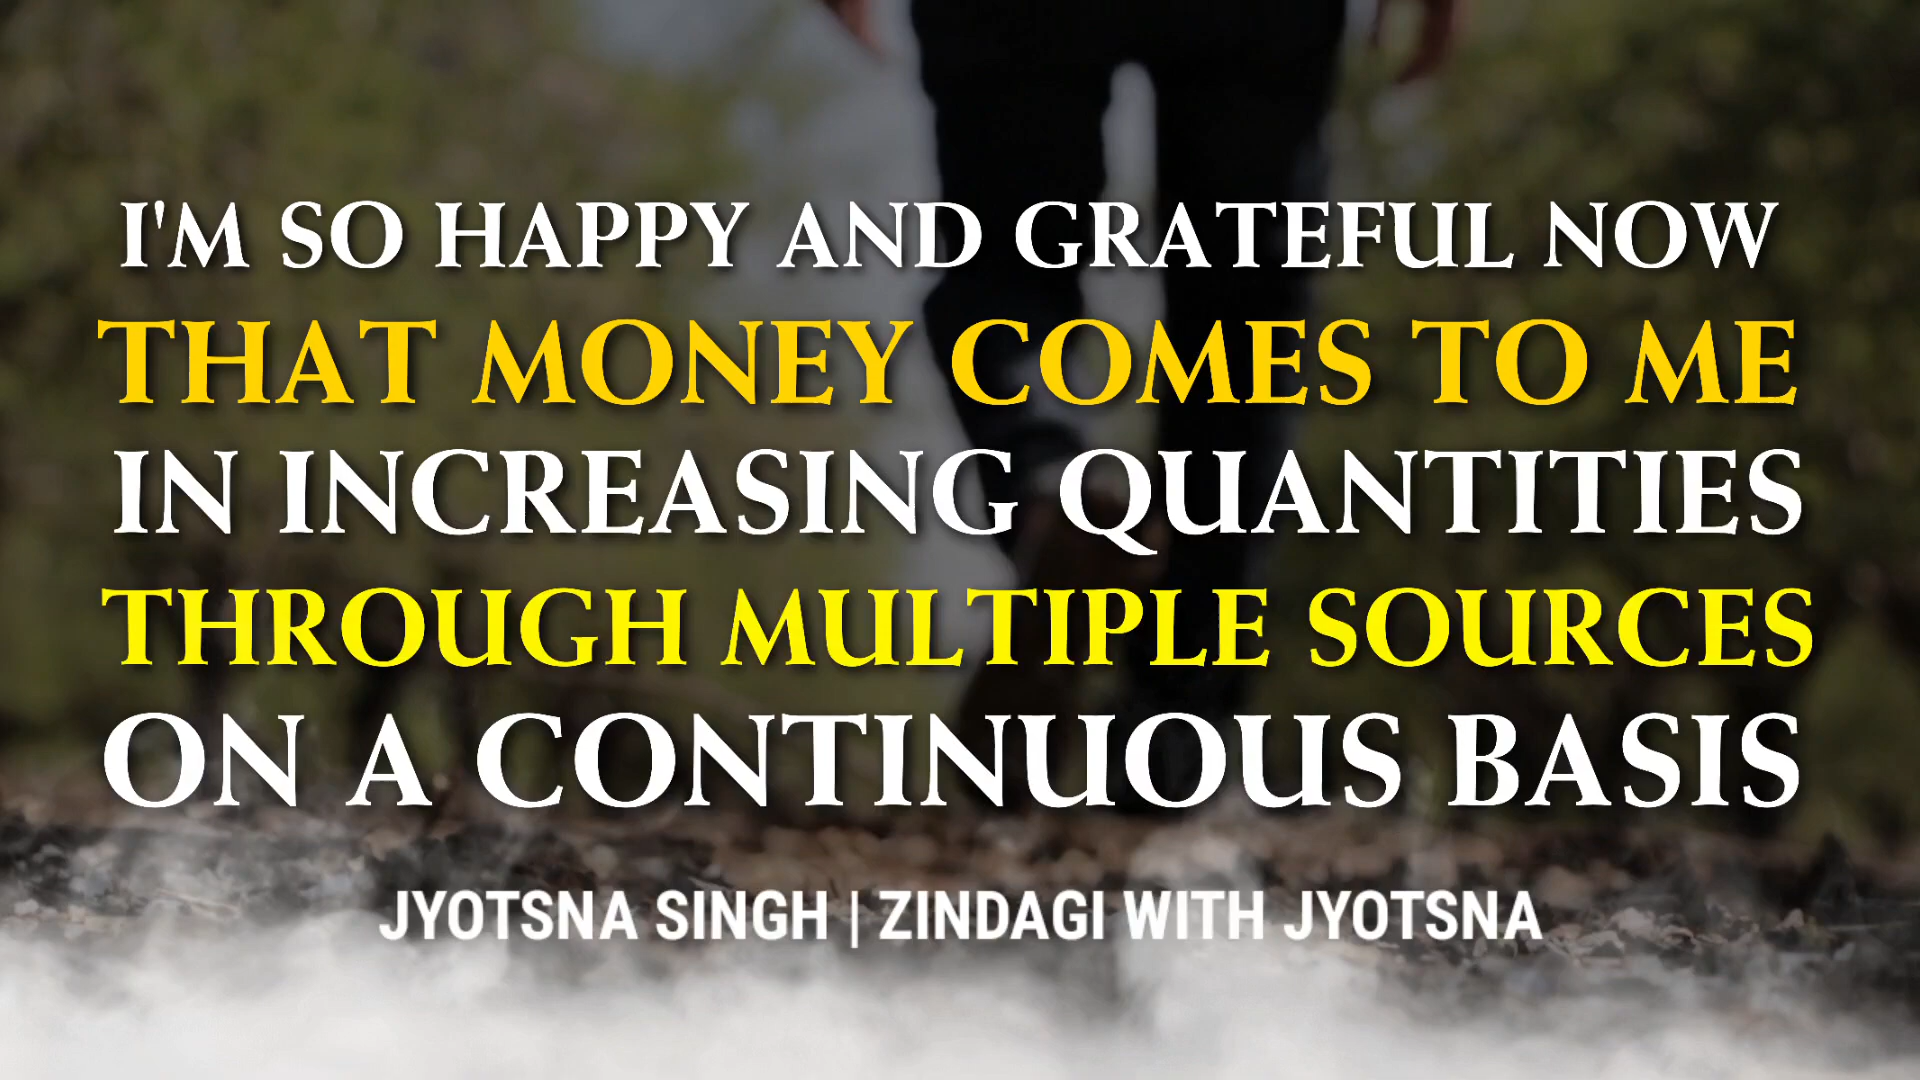 I'M SO HAPPY AND GRATEFUL NOW
THAT MONEY COMES TO ME
IN INCREASING QUANTITIES
THROUGH MULTIPLE SOURCES
ON A CONTINUOUS BASIS
JYOTSNA SINGH | ZINDAGI WITH JYOTSNA